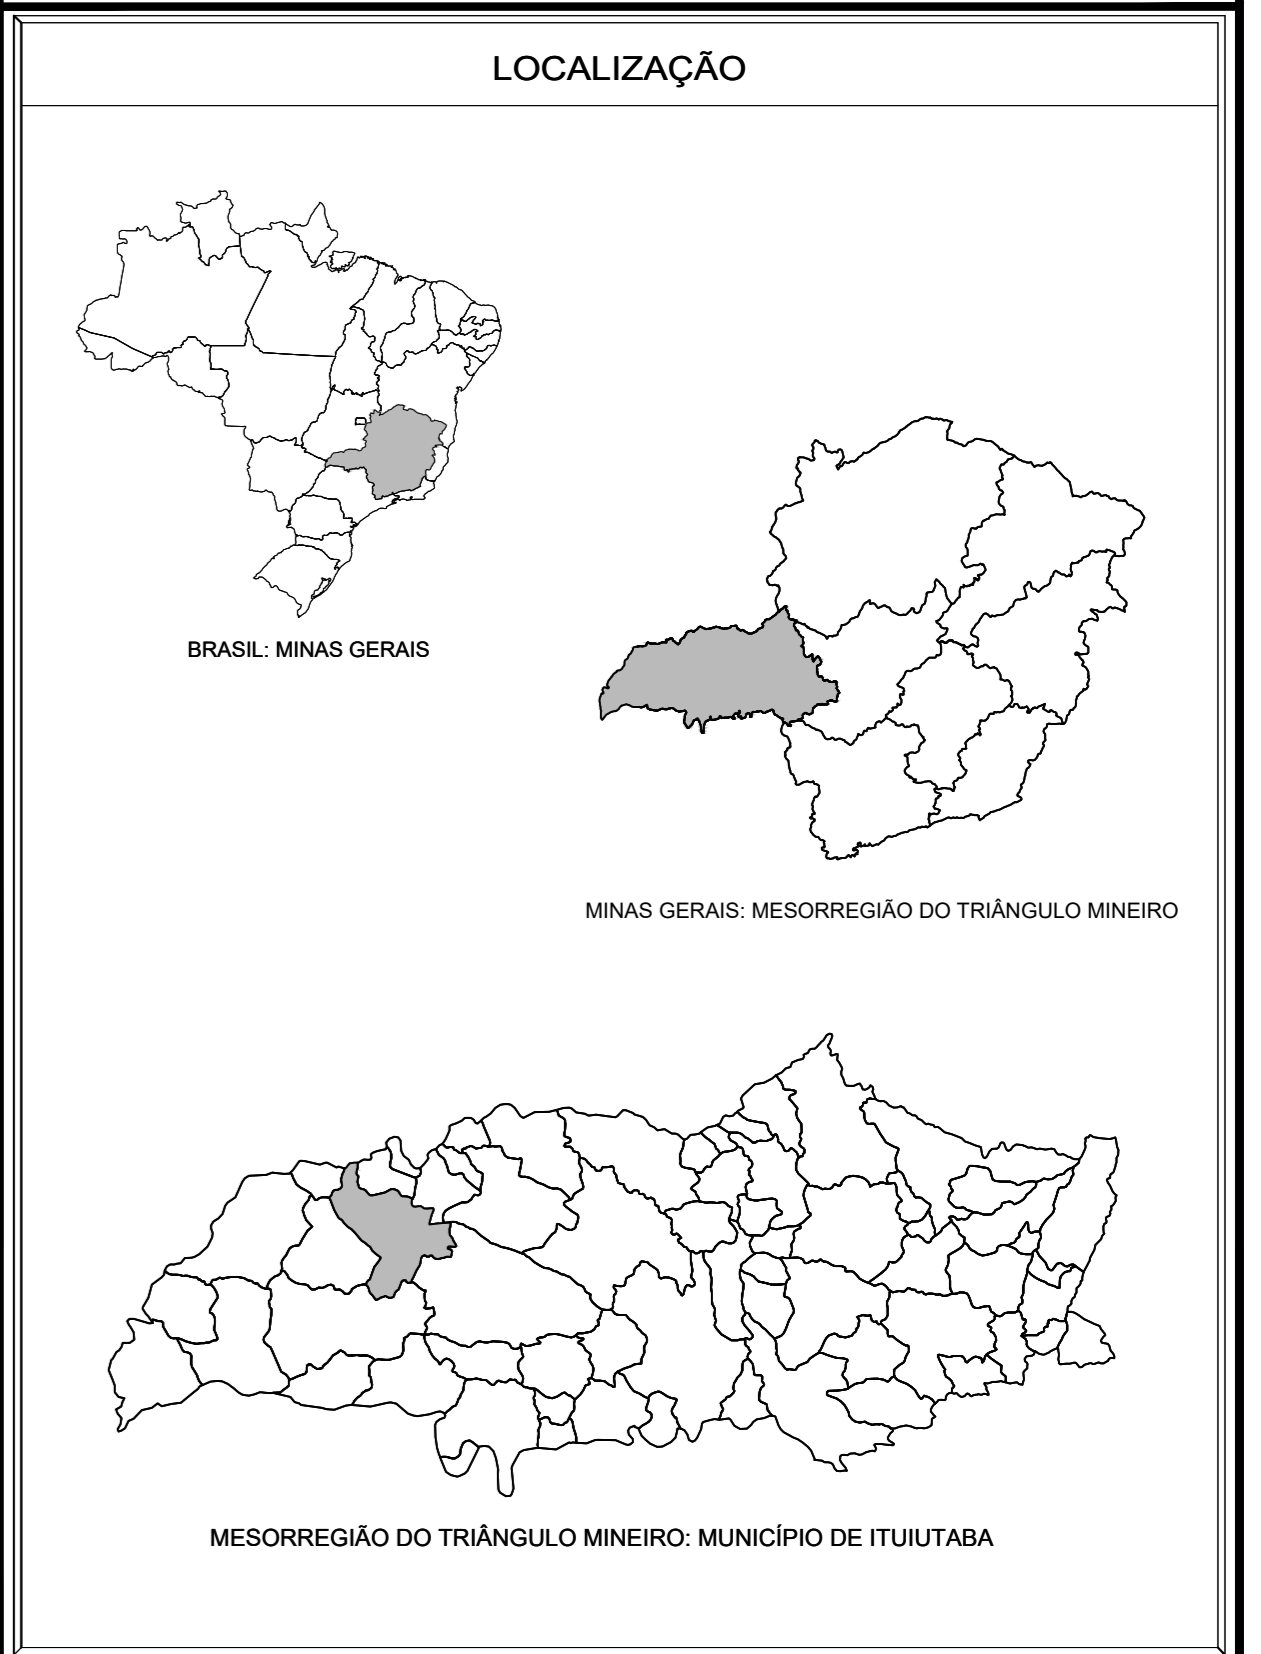 LOCALIZAÇÃO
BRASIL: MINAS GERAIS
MINAS GERAIS: MESORREGIÃO DO TRIÂNGULO MINEIRO
MESORREGIÃO DO TRIÂNGULO MINEIRO: MUNICÍPIO DE ITUIUTABA